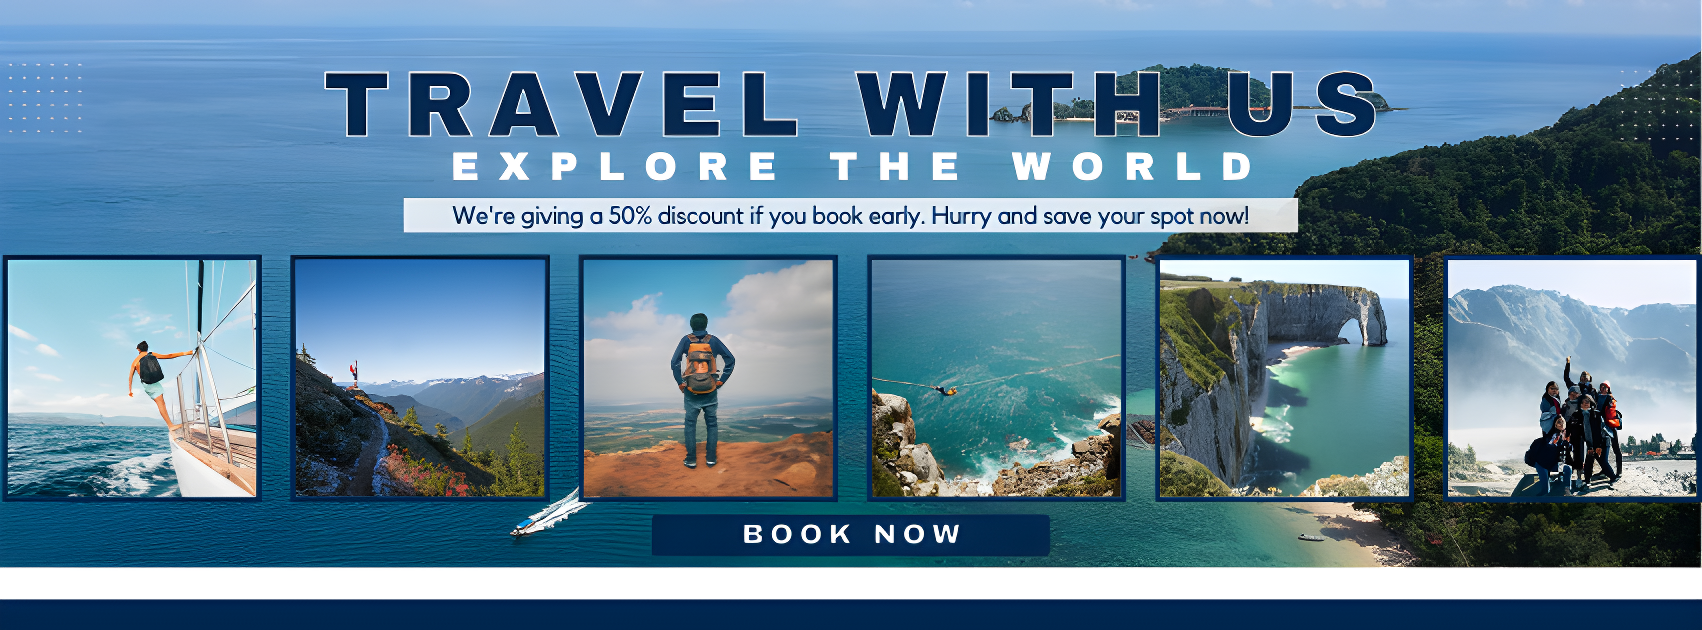 TRAVEL WITH US
EXPLORE THE WORLD
We're giving a 50% discount if you book early. Hurry and save your spot now!
BOOK NOW